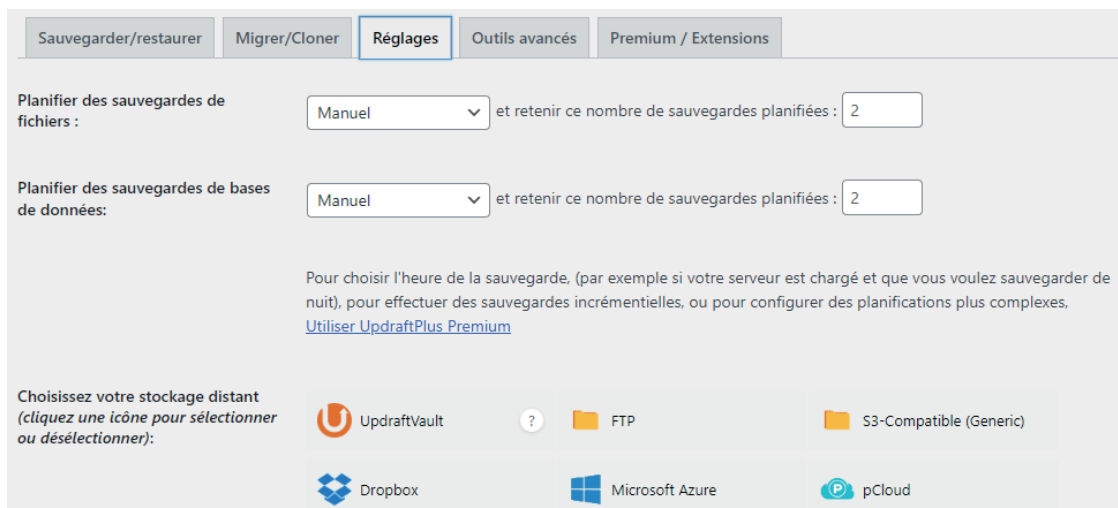 Sauvegarder/restaurer Migrer/Cloner Réglages Outils avancés Premium / Extensions
Planifier des sauvegardes de
fichiers :
Manuel et retenir ce nombre de sauvegardes planifiées : 2
Planifier des sauvegardes de bases
de données:
Manuel et retenir ce nombre de sauvegardes planifiées : 2
Pour choisir l'heure de la sauvegarde, (par exemple si votre serveur est chargé et que vous voulez sauvegarder de
nuit), pour effectuer des sauvegardes incrémentielles, ou pour configurer des planifications plus complexes,
Utiliser UpdraftPlus Premium
Choisissez votre stockage distant
(cliquez une icône pour sélectionner
ou désélectionner):
UpdraftVault ? FTP S3-Compatible (Generic)
Dropbox Microsoft Azure pCloud